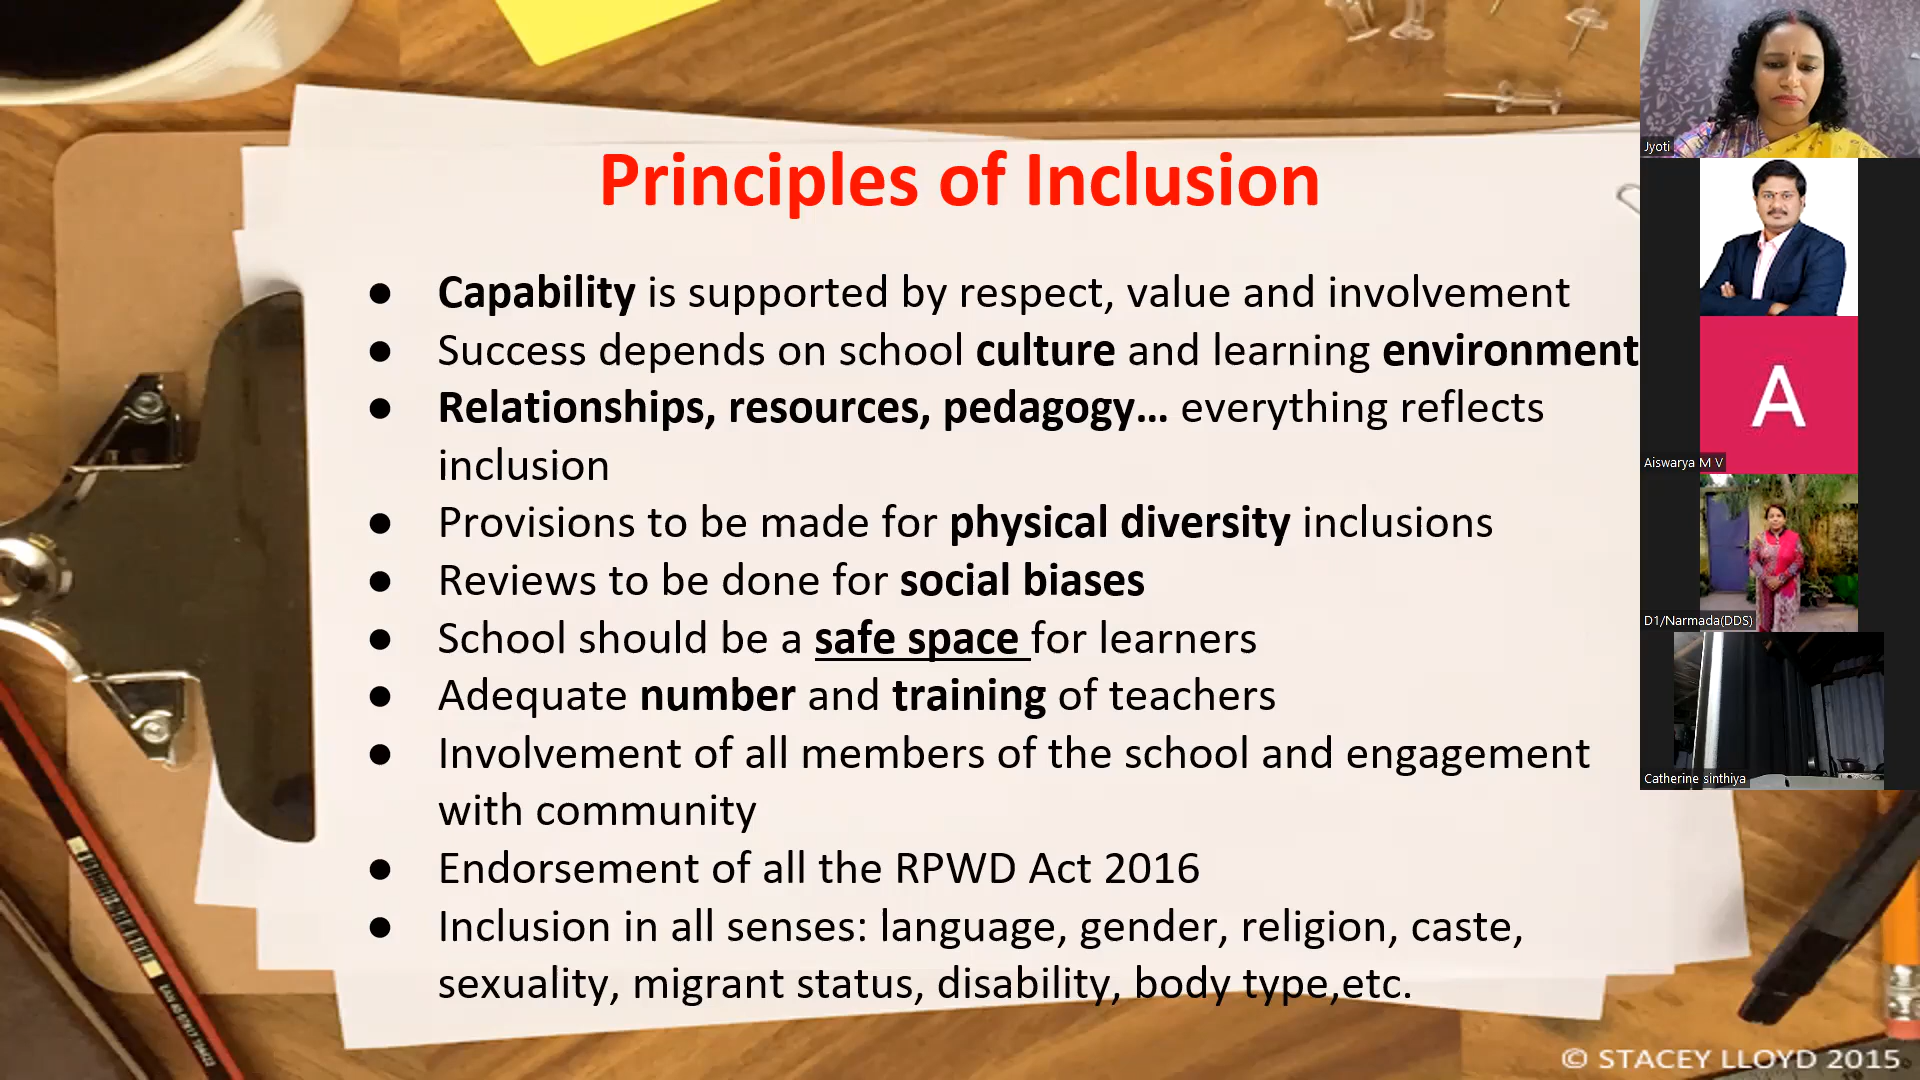 Principles of Inclusion
● Capability is supported by respect, value and involvement
● Success depends on school culture and learning environment
● Relationships, resources, pedagogy... everything reflects
inclusion
● Provisions to be made for physical diversity inclusions
● Reviews to be done for social biases
● School should be a safe space for learners
● Adequate number and training of teachers
● Involvement of all members of the school and engagement
with community
● Endorsement of all the RPWD Act 2016
● Inclusion in all senses: language, gender, religion, caste,
sexuality, migrant status, disability, body type,etc.
© STACEY LLOYD 2015
Jyoti
A
Aiswarya M V
D1/Narmada(DDS)
Catherine sinthiya